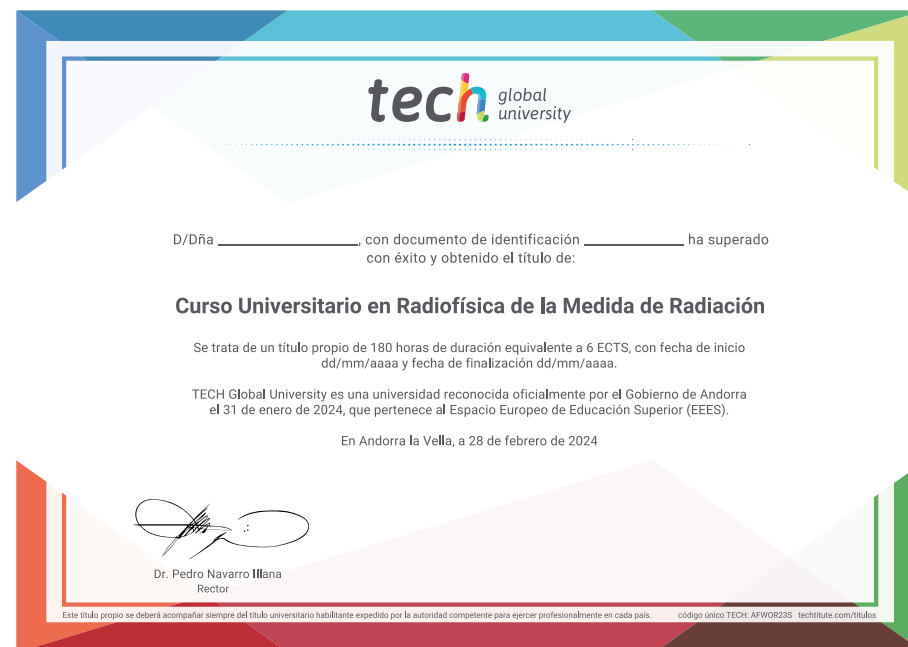 tech global university
D/Dña ____________________, con documento de identificación ______________ ha superado
con éxito y obtenido el título de:
Curso Universitario en Radiofísica de la Medida de Radiación
Se trata de un título propio de 180 horas de duración equivalente a 6 ECTS, con fecha de inicio
dd/mm/aaaa y fecha de finalización dd/mm/aaaa.
TECH Global University es una universidad reconocida oficialmente por el Gobierno de Andorra
el 31 de enero de 2024, que pertenece al Espacio Europeo de Educación Superior (EEES).
En Andorra la Vella, a 28 de febrero de 2024
Dr. Pedro Navarro Illana
Rector
Este título propio se deberá acompañar siempre del título universitario habilitante expedido por la autoridad competente para ejercer profesionalmente en cada país. código único TECH: AFWOR23S techtitute.com/titulos